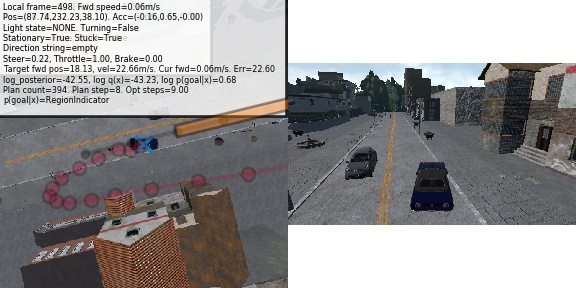 Local frame=498. Fwd speed=0.06m/s
Pos=(87.74,232.23,38.10). Acc=(-0.16,0.65,-0.00)
Light state=NONE. Turning=False
Stationary=True. Stuck=True
Direction string=empty
Steer=0.22, Throttle=1.00, Brake=0.00
Target fwd pos=18.13, vel=22.66m/s. Cur fwd=0.06m/s. Err=22.60
log_posterior=-42.55, log q(x)=-43.23, log p(goal|x)=0.68
Plan count=394. Plan step=8. Opt steps=9.00
p(goal|x)=RegionIndicator